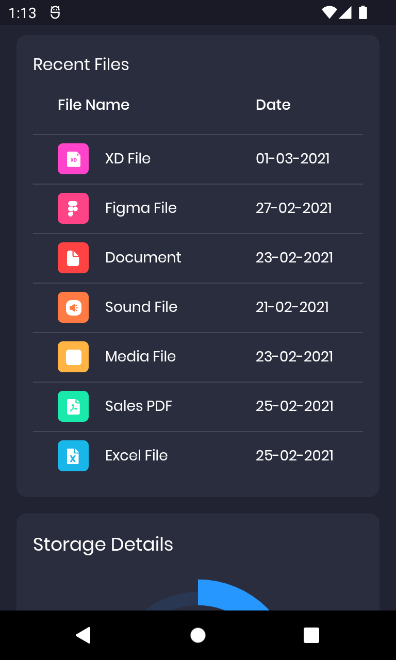 1:13
Recent Files
File Name Date
XD File 01-03-2021
Figma File 27-02-2021
Document 23-02-2021
Sound File 21-02-2021
Media File 23-02-2021
Sales PDF 25-02-2021
Excel File 25-02-2021
Storage Details